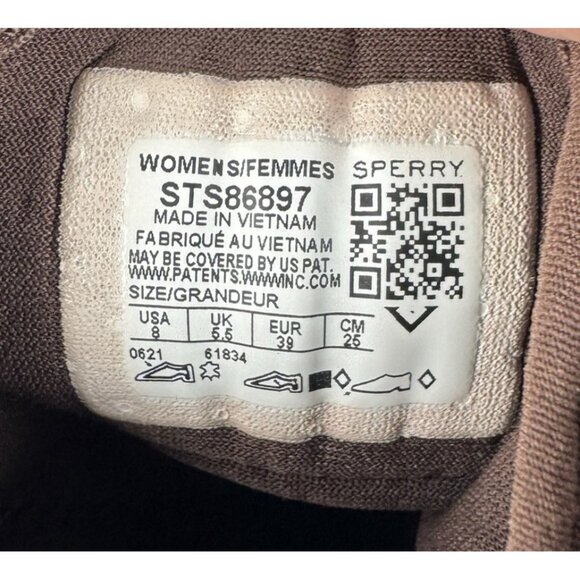 WOMENS/FEMMES SPERRY
STS86897
MADE IN VIETNAM
FABRIQUÉ AU VIETNAM
MAY BE COVERED BY US PAT.
WWW.PATENTS.WWWINC.COM
SIZE/GRANDEUR
USA UK EUR CM
8 5.5 39 25
0621 61834